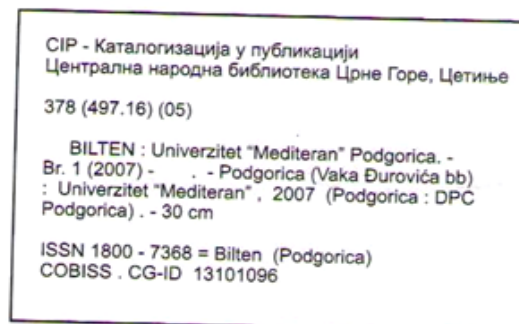 CIP - Каталогизација у публикацији
Централна народна библиотека Црне Горе, Цетиње
378 (497.16) (05)
BILTEN : Univerzitet "Mediteran" Podgorica. -
Br. 1 (2007) - . - Podgorica (Vaka Đurovića bb)
: Univerzitet "Mediteran" , 2007 (Podgorica : DPC
Podgorica) . - 30 cm
ISSN 1800 - 7368 = Bilten (Podgorica)
COBISS . CG-ID 13101096